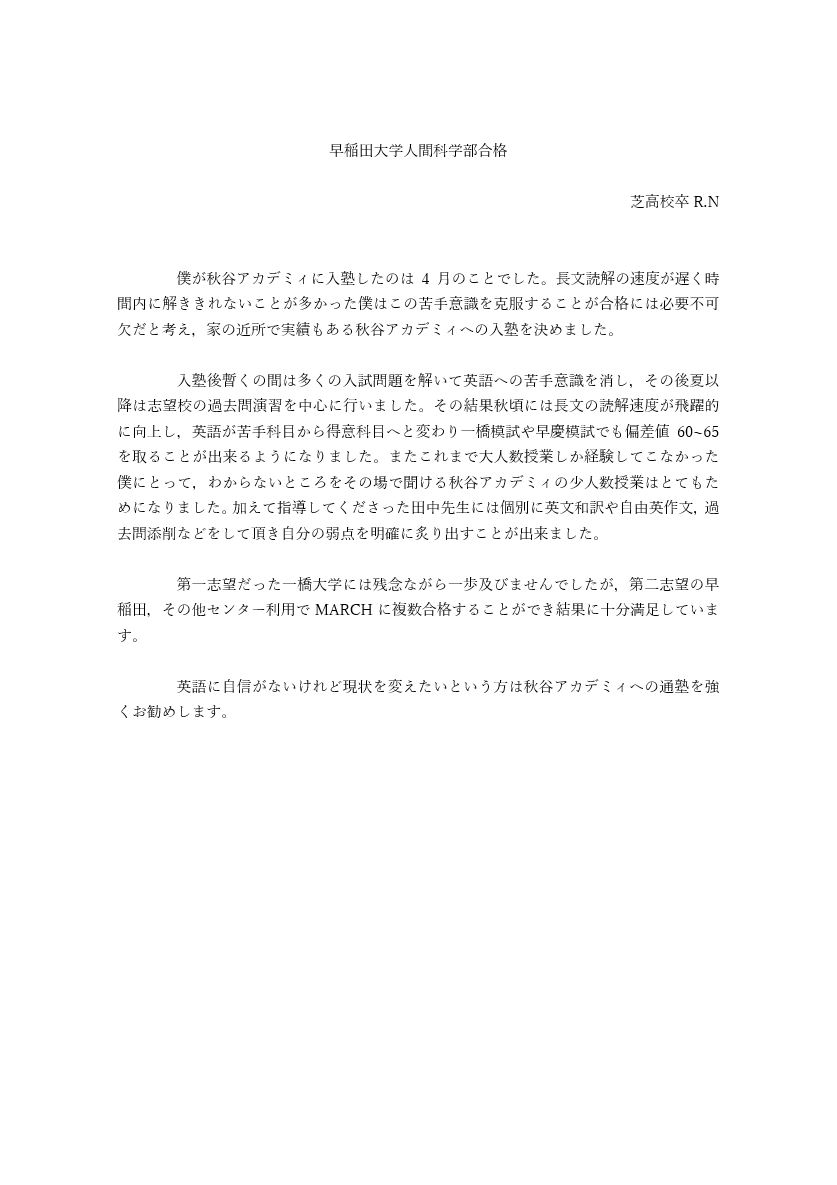 早稲田大学人間科学部合格
芝高校卒 R.N
僕が秋谷アカデミィに入塾したのは 4 月のことでした。長文読解の速度が遅く時
間内に解ききれないことが多かった僕はこの苦手意識を克服することが合格には必要不可
欠だと考え，家の近所で実績もある秋谷アカデミィへの入塾を決めました。
入塾後暫くの間は多くの入試問題を解いて英語への苦手意識を消し，その後夏以
降は志望校の過去問演習を中心に行いました。その結果秋頃には長文の読解速度が飛躍的
に向上し，英語が苦手科目から得意科目へと変わり一橋模試や早慶模試でも偏差値 60~65
を取ることが出来るようになりました。またこれまで大人数授業しか経験してこなかった
僕にとって，わからないところをその場で聞ける秋谷アカデミィの少人数授業はとてもた
めになりました。加えて指導してくださった田中先生には個別に英文和訳や自由英作文，過
去問添削などをして頂き自分の弱点を明確に炙り出すことが出来ました。
第一志望だった一橋大学には残念ながら一歩及びませんでしたが，第二志望の早
稲田，その他センター利用で MARCH に複数合格することができ結果に十分満足していま
す。
英語に自信がないけれど現状を変えたいという方は秋谷アカデミィへの通塾を強
くお勧めします。